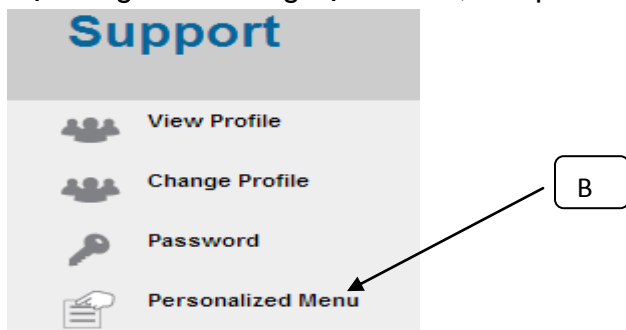 Support
View Profile
Change Profile
B
Password
Personalized Menu